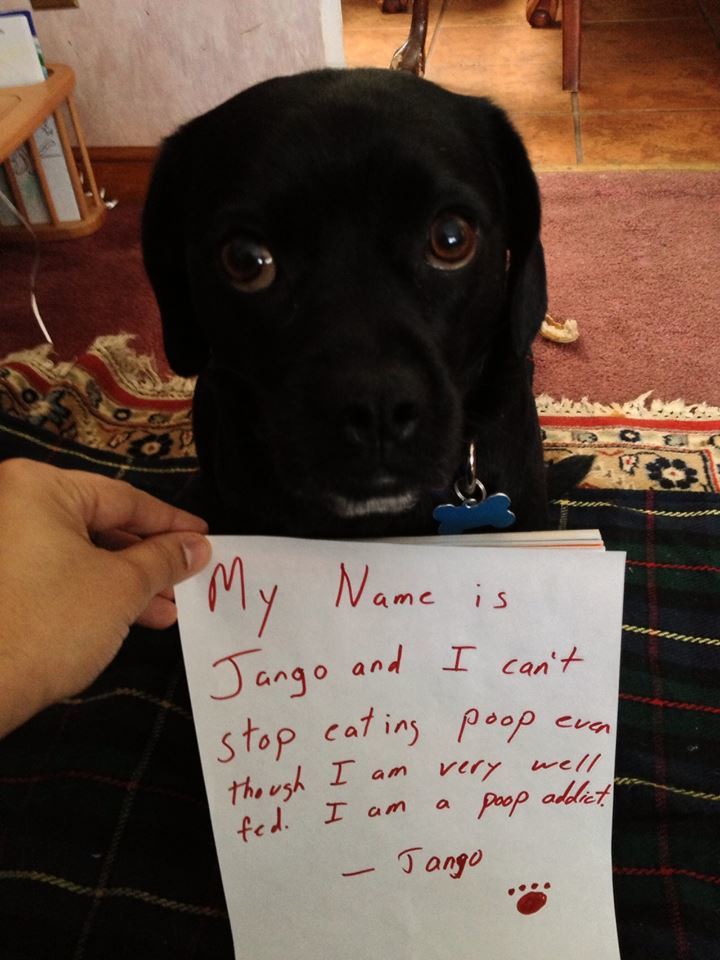 My Name is
Jango and I can't
stop eating poop even
though I am very well
fed. I am a poop addict.
— Jango